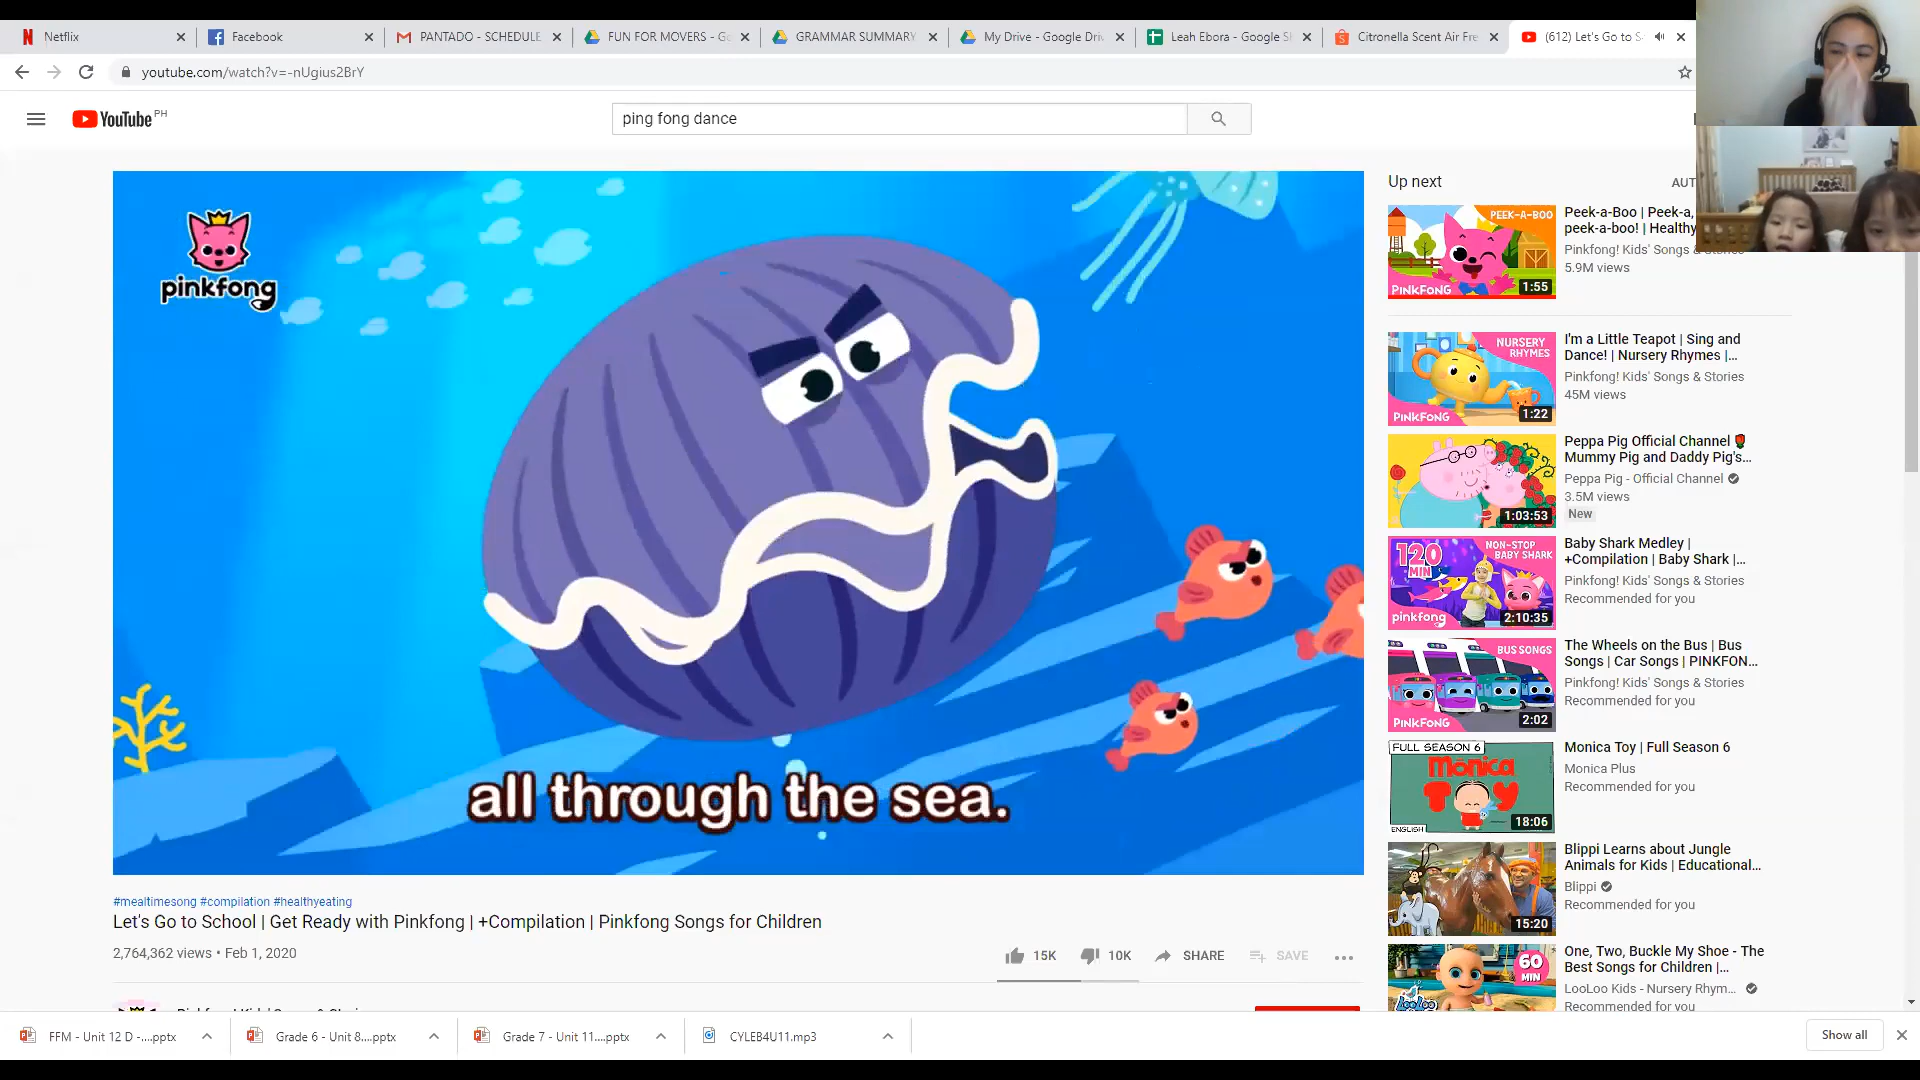 Netflix
Facebook
PANTADO - SCHEDULE
FUN FOR MOVERS - G
GRAMMAR SUMMARY
My Drive - Google Driv
Leah Ebora - Google S
Citronella Scent Air Fre
(612) Let's Go to S
youtube.com/watch?v=-nUgius2BrY
YouTube PH
ping fong dance
pinkfong
all through the sea.
#mealtimesong #compilation #healthyeating
Let's Go to School | Get Ready with Pinkfong | +Compilation | Pinkfong Songs for Children
2,764,362 views • Feb 1, 2020
15K
10K
SHARE
SAVE
Up next
AUT
PEEK-A-BOO
PINKFONG
1:55
Peek-a-Boo | Peek-a,
peek-a-boo! | Healthy
Pinkfong! Kids' Songs & Stories
5.9M views
NURSERY
RHYMES
PINKFONG
1:22
I'm a Little Teapot | Sing and
Dance! | Nursery Rhymes |...
Pinkfong! Kids' Songs & Stories
45M views
1:03:53
Peppa Pig Official Channel 🌹
Mummy Pig and Daddy Pig's...
Peppa Pig - Official Channel
3.5M views
New
120
MIN
NON-STOP
BABY SHARK
pinkfong
2:10:35
Baby Shark Medley |
+Compilation | Baby Shark |...
Pinkfong! Kids' Songs & Stories
Recommended for you
BUS SONGS
PINKFONG
2:02
The Wheels on the Bus | Bus
Songs | Car Songs | PINKFON...
Pinkfong! Kids' Songs & Stories
Recommended for you
FULL SEASON 6
Monica
Toy
ENGLISH
18:06
Monica Toy | Full Season 6
Monica Plus
Recommended for you
15:20
Blippi Learns about Jungle
Animals for Kids | Educational...
Blippi
Recommended for you
60
MIN
LooLoo
One, Two, Buckle My Shoe - The
Best Songs for Children |...
LooLoo Kids - Nursery Rhym...
Recommended for you
FFM - Unit 12 D -....pptx
Grade 6 - Unit 8....pptx
Grade 7 - Unit 11....pptx
CYLEB4U11.mp3
Show all